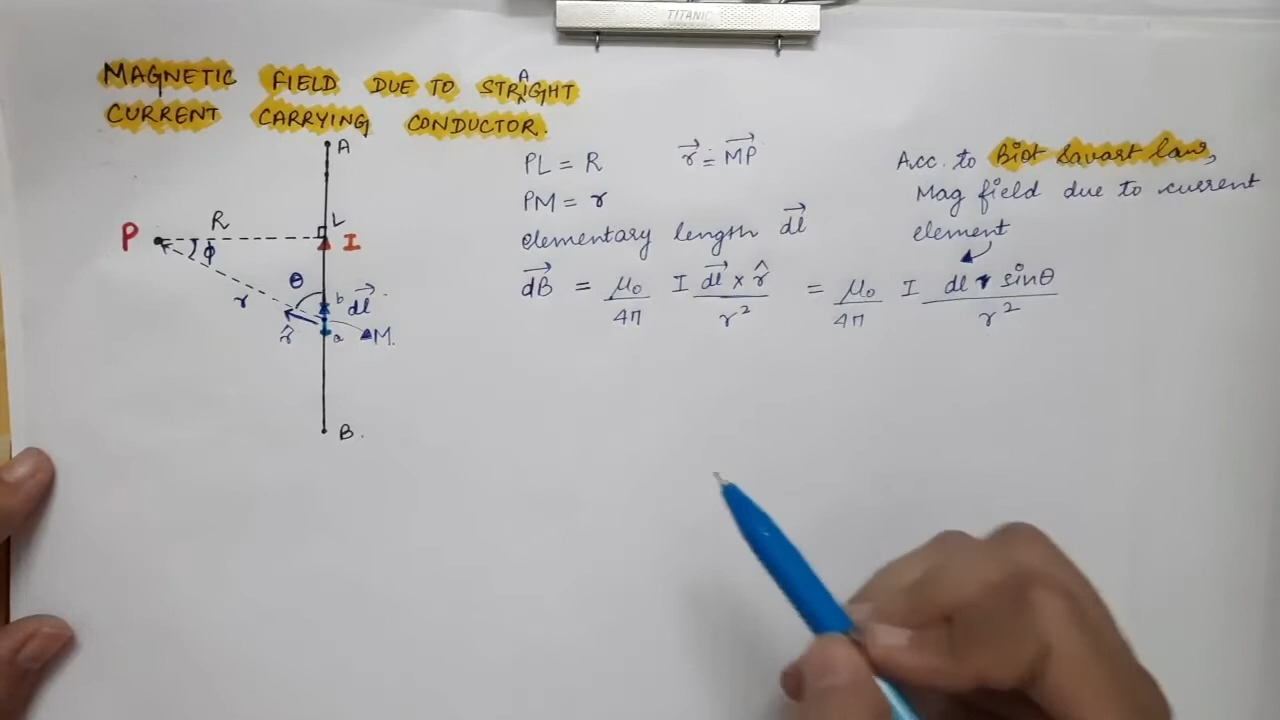 TITANIC
MAGNETIC FIELD DUE TO STRAIGHT
CURRENT CARRYING CONDUCTOR.
A
R
L
P
I
ϕ
θ
r
b
dl⃗
r̂
a
M.
B.
PL = R r⃗ = MP⃗
PM = r
elementary length dl⃗
dB⃗ = μ₀/4π I dl⃗ × r̂/r² = μ₀/4π I dl sinθ/r²
Acc. to Biot Savart law,
Mag field due to current
element